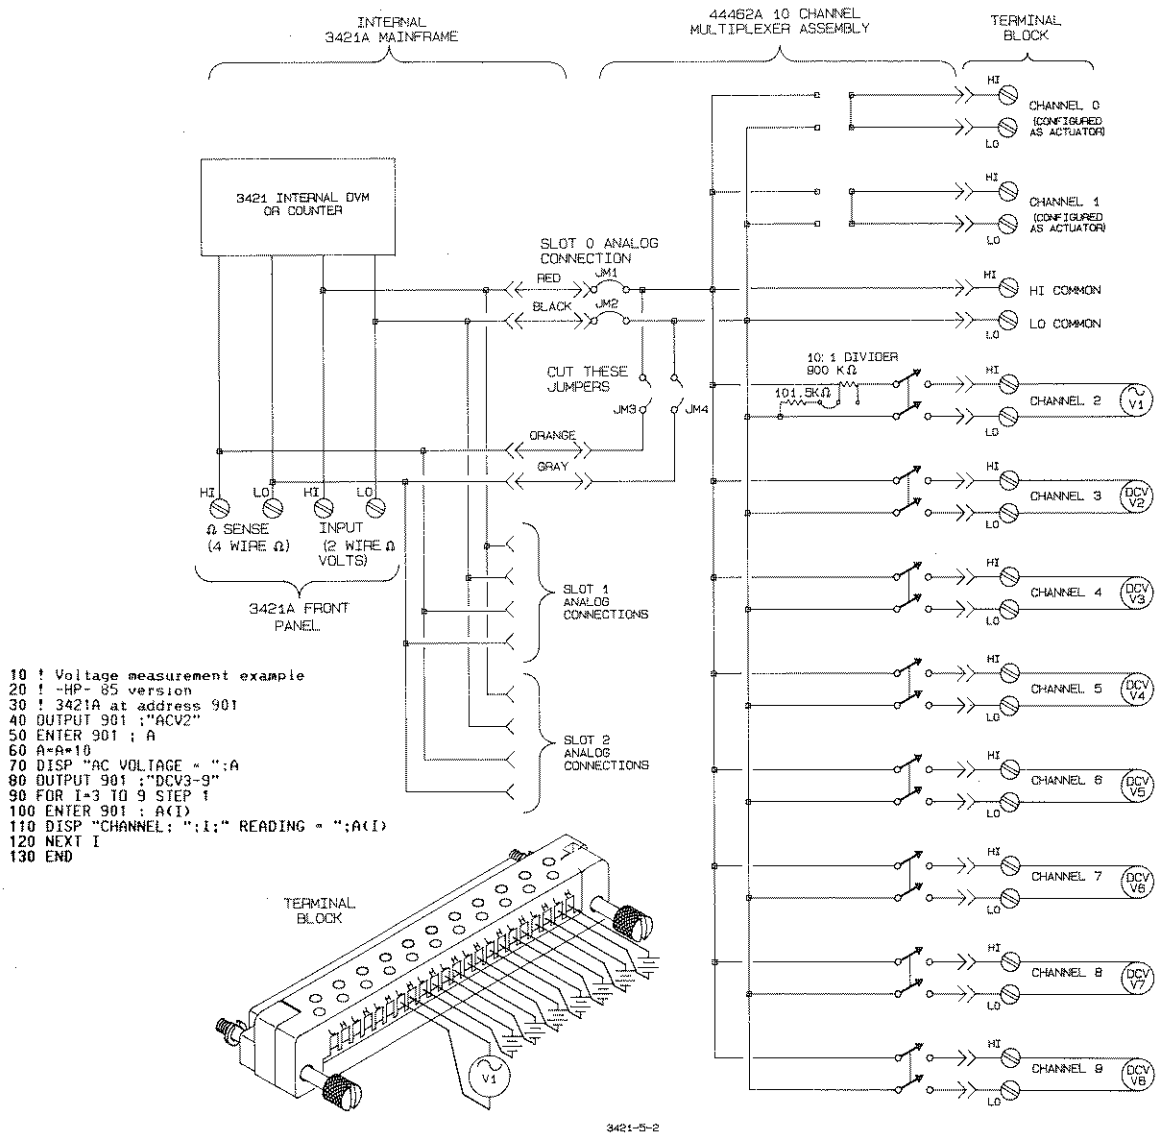 INTERNAL
3421A MAINFRAME
44462A 10 CHANNEL
MULTIPLEXER ASSEMBLY
TERMINAL
BLOCK
HI
CHANNEL 0
(CONFIGURED
AS ACTUATOR)
LO
3421 INTERNAL DVM
OR COUNTER
HI
CHANNEL 1
(CONFIGURED
AS ACTUATOR)
LO
SLOT 0 ANALOG
CONNECTION
RED
JM1
HI
HI COMMON
BLACK
JM2
LO
LO COMMON
CUT THESE
JUMPERS
JM3
JM4
10:1 DIVIDER
900 KΩ
101.5KΩ
HI
CHANNEL 2
V1
LO
ORANGE
GRAY
HI
LO
HI
LO
Ω SENSE
(4 WIRE Ω)
INPUT
(2 WIRE Ω
VOLTS)
3421A FRONT
PANEL
HI
CHANNEL 3
DCV
V2
LO
SLOT 1
ANALOG
CONNECTIONS
HI
CHANNEL 4
DCV
V3
LO
HI
CHANNEL 5
DCV
V4
LO
SLOT 2
ANALOG
CONNECTIONS
HI
CHANNEL 6
DCV
V5
LO
HI
CHANNEL 7
DCV
V6
LO
HI
CHANNEL 8
DCV
V7
LO
HI
CHANNEL 9
DCV
V8
LO
10 ! Voltage measurement example
20 ! -HP- 85 version
30 ! 3421A at address 901
40 OUTPUT 901 ;"ACV2"
50 ENTER 901 ; A
60 A=A*10
70 DISP "AC VOLTAGE = ";A
80 OUTPUT 901 ;"DCV3-9"
90 FOR I=3 TO 9 STEP 1
100 ENTER 901 ; A(I)
110 DISP "CHANNEL: ";I;" READING = ";A(I)
120 NEXT I
130 END
TERMINAL
BLOCK
V1
3421-5-2